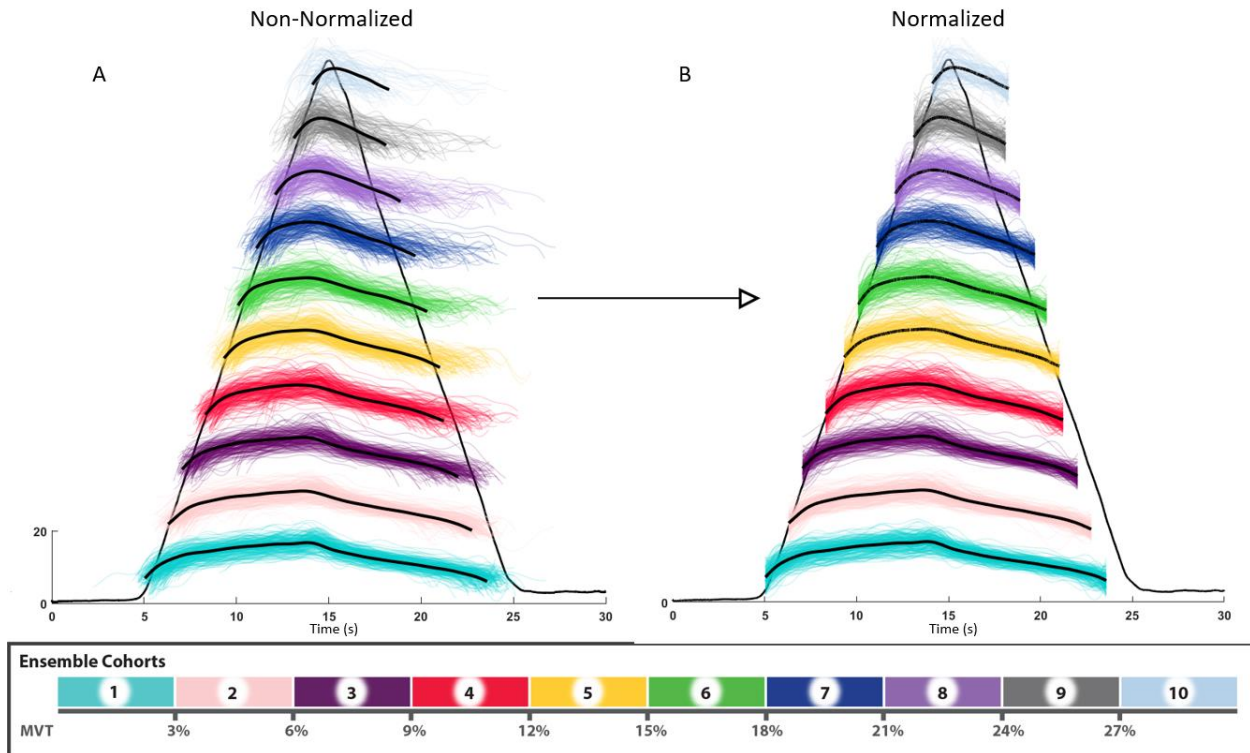 Non-Normalized
Normalized
A
B
20
0
0 5 10 15 20 25 30
Time (s)
0 5 10 15 20 25 30
Time (s)
Ensemble Cohorts
1 2 3 4 5 6 7 8 9 10
MVT 3% 6% 9% 12% 15% 18% 21% 24% 27%